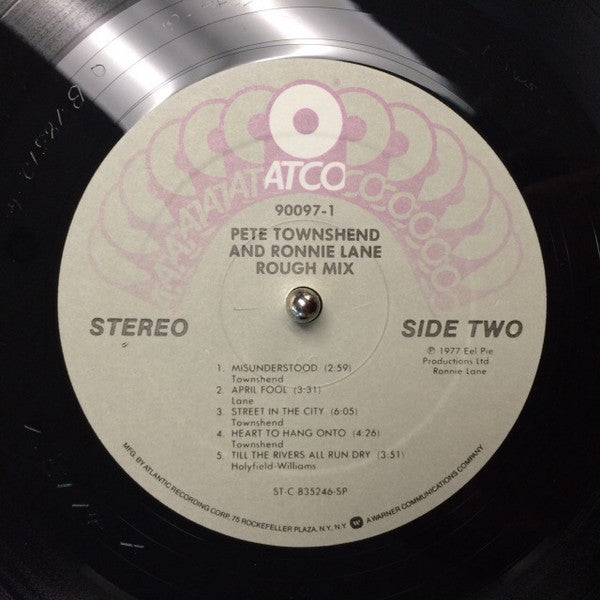 ATCO
90097-1
PETE TOWNSHEND
AND RONNIE LANE
ROUGH MIX
STEREO
SIDE TWO
℗ 1977 Eel Pie
Productions Ltd
Ronnie Lane
1. MISUNDERSTOOD (2:59)
Townshend
2. APRIL FOOL (3:31)
Lane
3. STREET IN THE CITY (6:05)
Townshend
4. HEART TO HANG ONTO (4:26)
Townshend
5. TILL THE RIVERS ALL RUN DRY (3:51)
Holyfield-Williams
ST-C 835246-SP
MFG. BY ATLANTIC RECORDING CORP., 75 ROCKEFELLER PLAZA, N.Y., N.Y. A WARNER COMMUNICATIONS COMPANY